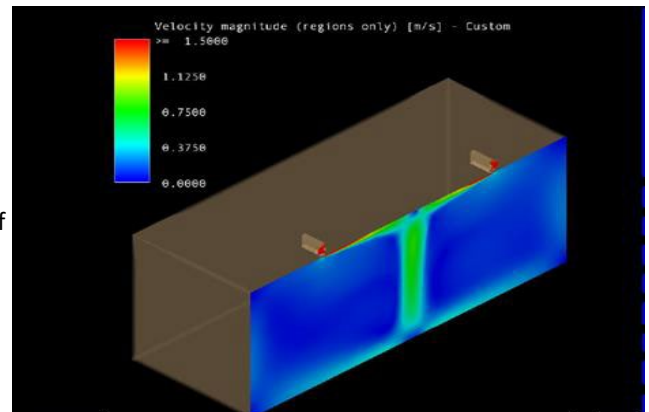 Velocity magnitude (regions only) [m/s] - Custom
>= 1.5000
1.1250
0.7500
0.3750
0.0000
f